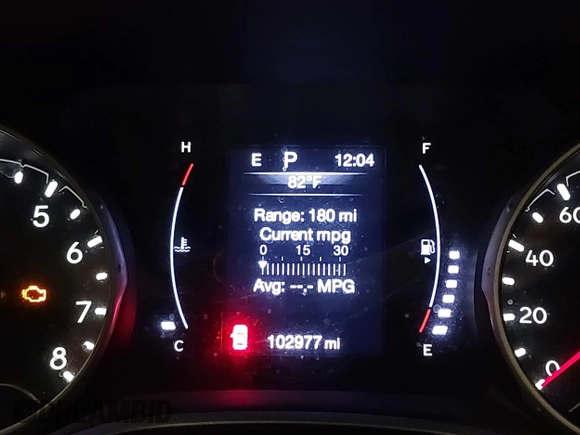 H
F
E P 12:04
82°F
Range: 180 mi
Current mpg
0 15 30
Avg: --.- MPG
102977 mi
C
E
5
6
7
8
60
40
20
0
DREAMBID